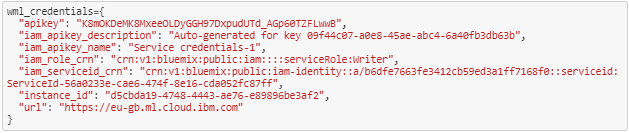 wml_credentials={
"apikey": "K8mOKDeMK8MxeeOLDyGGH97DxpudUTd_AGp60TZFLwwB",
"iam_apikey_description": "Auto-generated for key 09f44c07-a0e8-45ae-abc4-6a40fb3db63b",
"iam_apikey_name": "Service credentials-1",
"iam_role_crn": "crn:v1:bluemix:public:iam::::serviceRole:Writer",
"iam_serviceid_crn": "crn:v1:bluemix:public:iam-identity::a/b6dfe7663fe3412cb59ed3a1ff7168f0::serviceid:
ServiceId-56a0233e-cae6-474f-8e16-cda052fc87ff",
"instance_id": "d5cbda19-4748-4443-ae76-e89896be3af2",
"url": "https://eu-gb.ml.cloud.ibm.com"
}